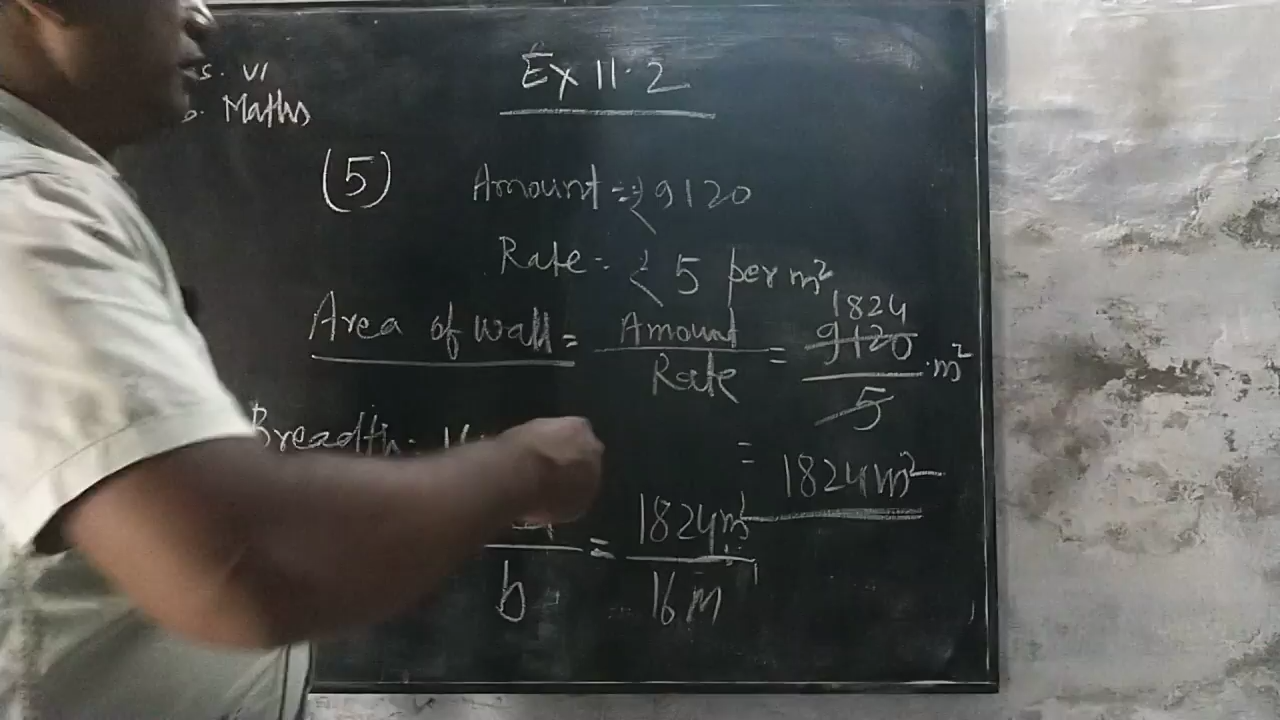 s. VI
Maths
Ex 11.2
(5)
Amount = ₹ 9120
Rate = ₹ 5 per m²
Area of wall = Amount / Rate = 9120 / 5 . m²
1824
Breadth = 16
= 1824 m²
b = 1824 m² / 16 m